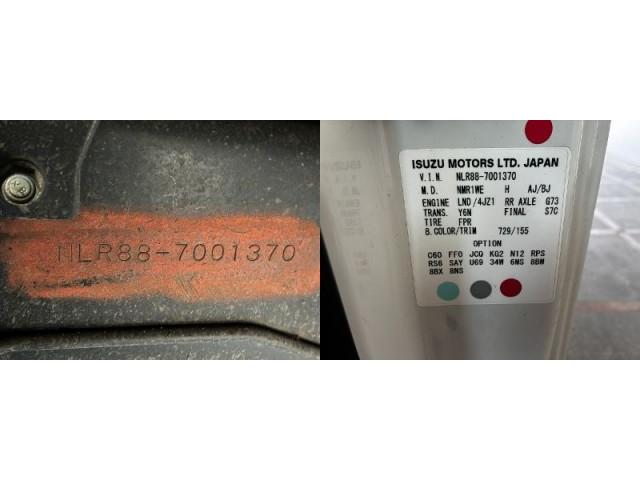 NLR88-7001370
ISUZU MOTORS LTD. JAPAN
V.I.N. NLR88-7001370
M.D. NMR1WE H AJ/BJ
ENGINE LND/4JZ1 RR AXLE G73
TRANS. Y6N FINAL S7C
TIRE FPR
B.COLOR/TRIM 729/155
OPTION
C60 FF0 JCQ KG2 N12 RPS
RS6 SAY U69 34W 6NS 8BM
8BX 8NS